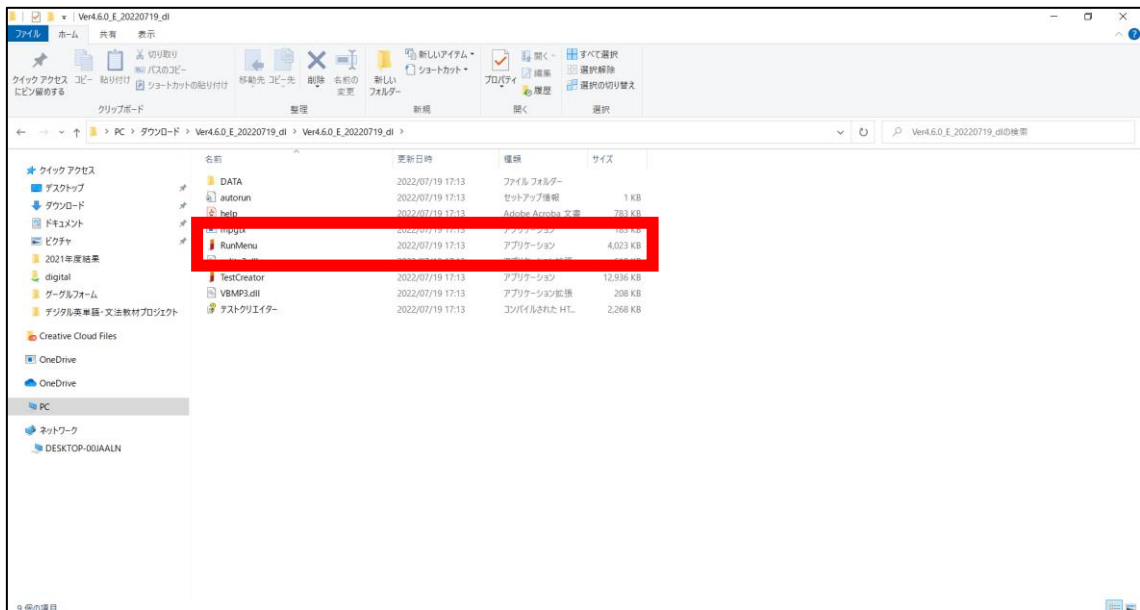 Ver4.6.0_E_20220719_dl
ファイル ホーム 共有 表示
クイック アクセスにピン留めする
コピー
貼り付け
切り取り
パスのコピー
ショートカットの貼り付け
クリップボード
移動先
コピー先
削除
名前の変更
整理
新しいフォルダー
新しいアイテム
ショートカット
新規
プロパティ
開く
編集
履歴
開く
すべて選択
選択解除
選択の切り替え
選択
PC > ダウンロード > Ver4.6.0_E_20220719_dl > Ver4.6.0_E_20220719_dl >
Ver4.6.0_E_20220719_dlの検索
クイック アクセス
デスクトップ
ダウンロード
ドキュメント
ピクチャ
2021年度結果
digital
グーグルフォーム
デジタル英単語・文法教材プロジェクト
Creative Cloud Files
OneDrive
OneDrive
PC
ネットワーク
DESKTOP-00JAALN
名前 更新日時 種類 サイズ
DATA 2022/07/19 17:13 ファイル フォルダー
autorun 2022/07/19 17:13 セットアップ情報 1 KB
help 2022/07/19 17:13 Adobe Acroba 文書 783 KB
RunMenu 2022/07/19 17:13 アプリケーション 4,023 KB
TestCreator 2022/07/19 17:13 アプリケーション 12,936 KB
VBMP3.dll 2022/07/19 17:13 アプリケーション拡張 208 KB
テストクリエイター 2022/07/19 17:13 コンパイルされた HT... 2,268 KB
9 個の項目